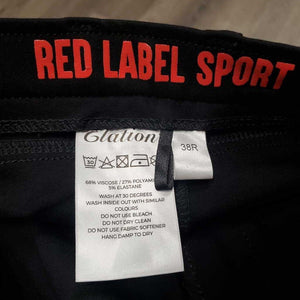 RED LABEL SPORT
Elation
38R
30
68% VISCOSE / 27% POLYAMIDE
5% ELASTANE
WASH AT 30 DEGREES
WASH INSIDE OUT WITH SIMILAR
COLOURS
DO NOT USE BLEACH
DO NOT DRY CLEAN
DO NOT USE FABRIC SOFTENER
HANG DAMP TO DRY